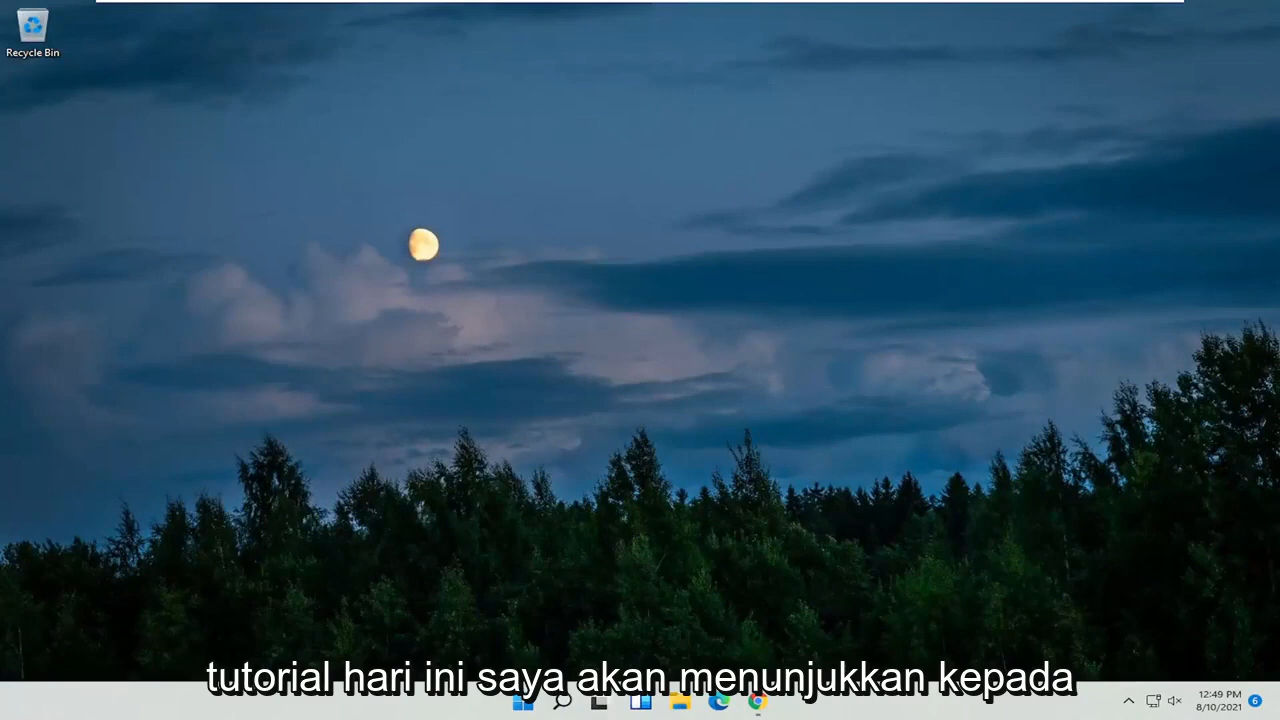 Recycle Bin
tutorial hari ini saya akan menunjukkan kepada
12:49 PM
8/10/2021
6